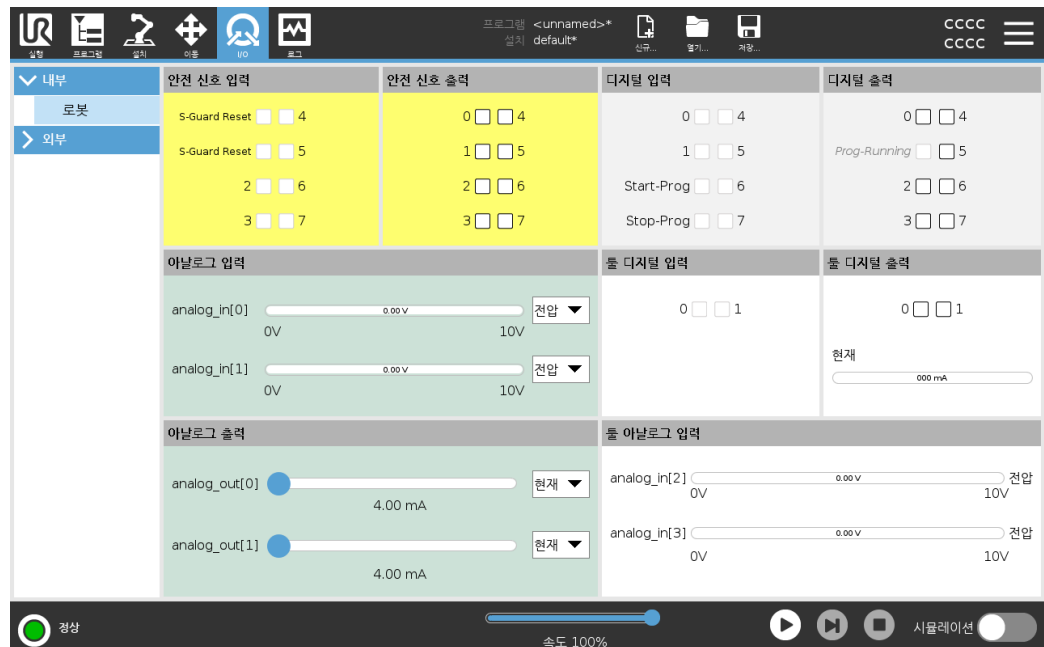 UR
실행
프로그램
설치
이동
I/O
로그
프로그램 <unnamed>*
설치 default*
신규...
열기...
저장...
CCCC
CCCC
내부
로봇
외부
안전 신호 입력
S-Guard Reset 4
S-Guard Reset 5
2 6
3 7
안전 신호 출력
0 4
1 5
2 6
3 7
디지털 입력
0 4
1 5
Start-Prog 6
Stop-Prog 7
디지털 출력
0 4
Prog-Running 5
2 6
3 7
아날로그 입력
analog_in[0] 0.00 V 전압
0V 10V
analog_in[1] 0.00 V 전압
0V 10V
툴 디지털 입력
0 1
툴 디지털 출력
0 1
현재
000 mA
아날로그 출력
analog_out[0] 현재
4.00 mA
analog_out[1] 현재
4.00 mA
툴 아날로그 입력
analog_in[2] 0.00 V 전압
0V 10V
analog_in[3] 0.00 V 전압
0V 10V
정상
속도 100%
시뮬레이션